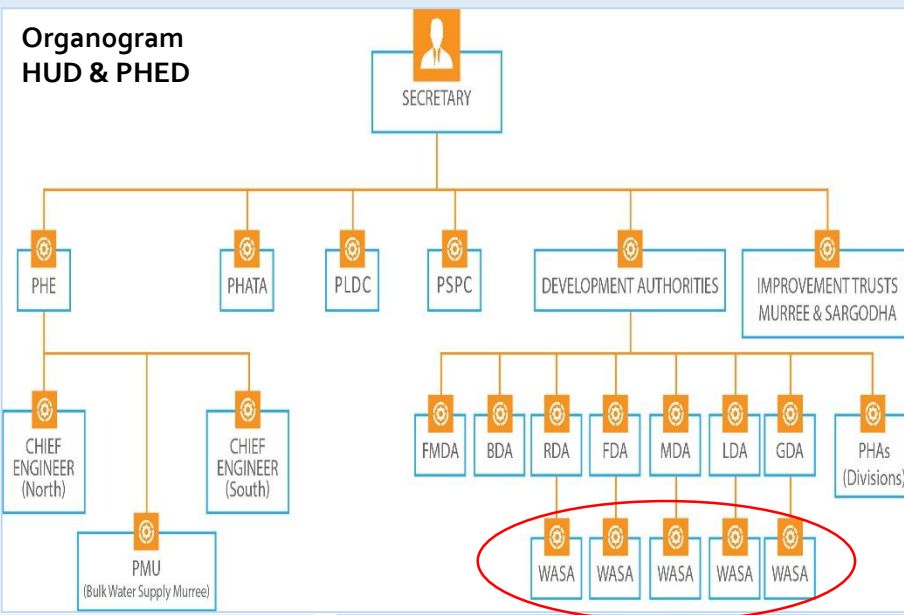 Organogram
HUD & PHED
SECRETARY
PHE
PHATA
PLDC
PSPC
DEVELOPMENT AUTHORITIES
IMPROVEMENT TRUSTS
MURREE & SARGODHA
CHIEF
ENGINEER
(North)
CHIEF
ENGINEER
(South)
PMU
(Bulk Water Supply Murree)
FMDA
BDA
RDA
FDA
MDA
LDA
GDA
PHAs
(Divisions)
WASA
WASA
WASA
WASA
WASA